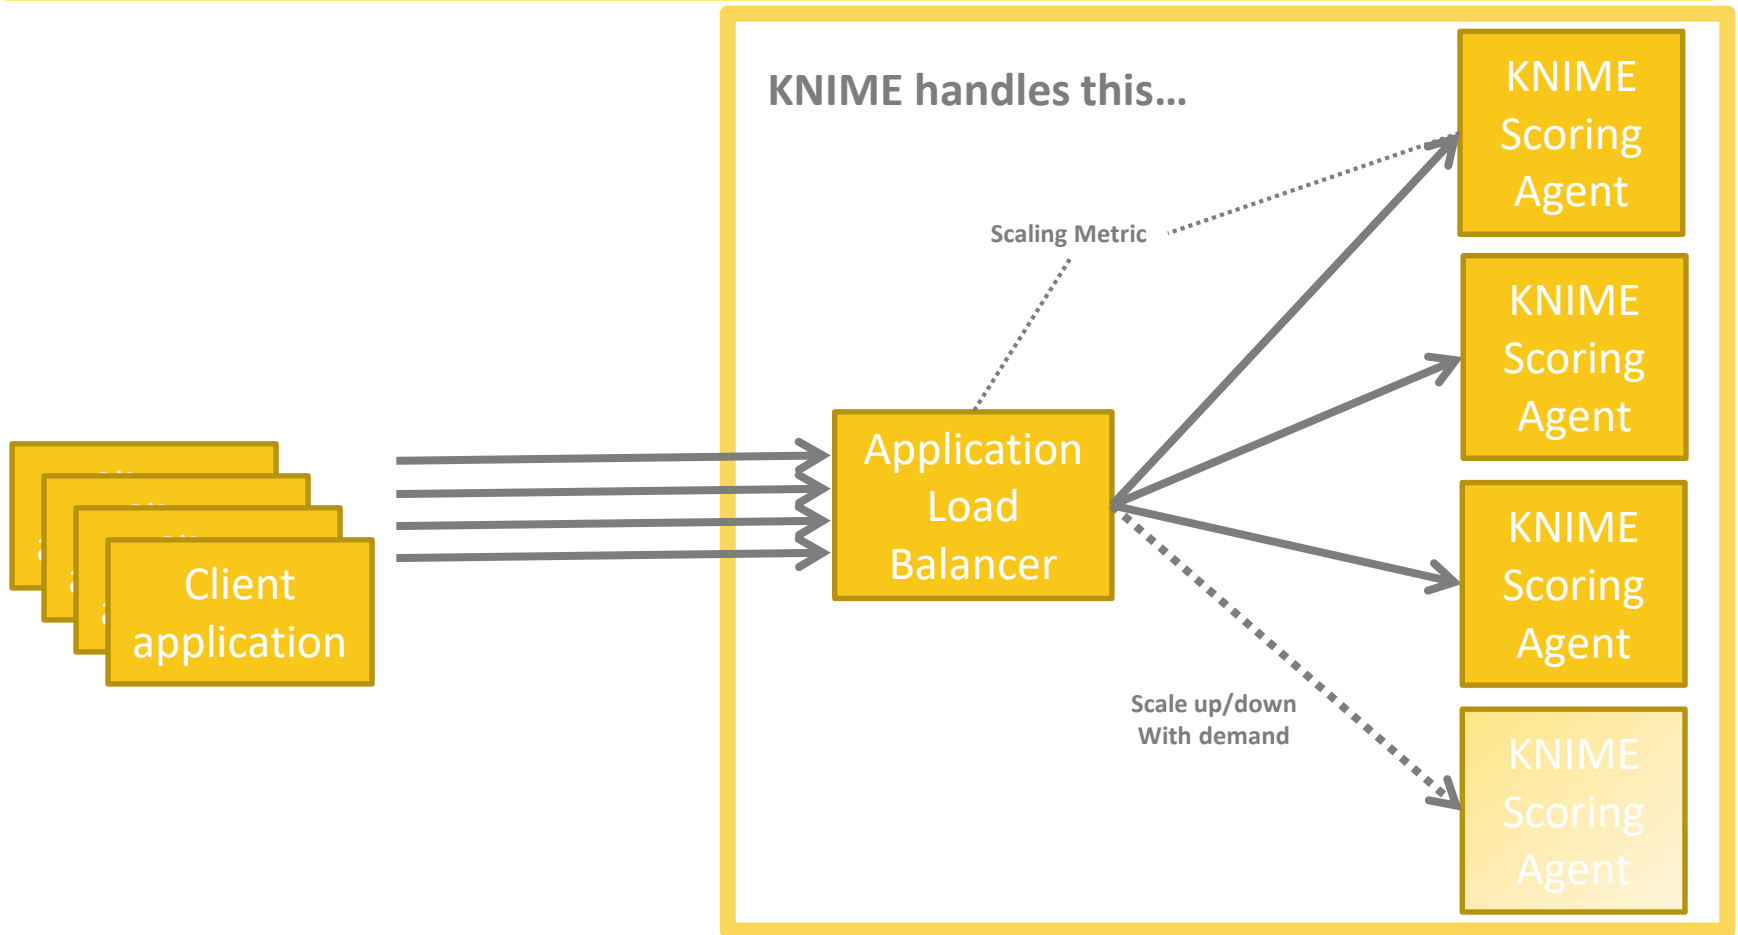 KNIME handles this...
KNIME
Scoring
Agent
Scaling Metric
KNIME
Scoring
Agent
Application
Load
Balancer
Client
application
KNIME
Scoring
Agent
Scale up/down
With demand
KNIME
Scoring
Agent